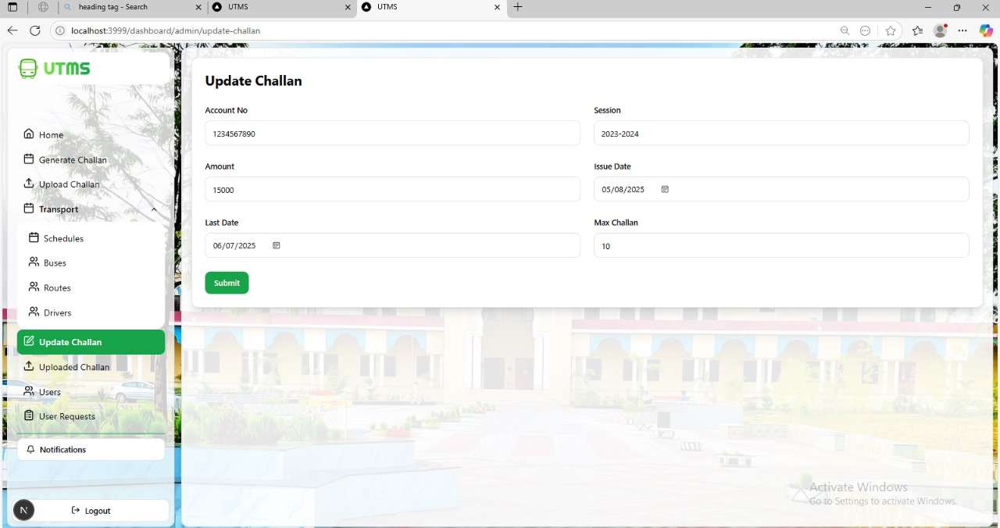 heading tag - Search
UTMS
UTMS
localhost:3999/dashboard/admin/update-challan
UTMS
Home
Generate Challan
Upload Challan
Transport
Schedules
Buses
Routes
Drivers
Update Challan
Uploaded Challan
Users
User Requests
Notifications
N
Logout
Update Challan
Account No
1234567890
Session
2023-2024
Amount
15000
Issue Date
05/08/2025
Last Date
06/07/2025
Max Challan
10
Submit
Activate Windows
Go to Settings to activate Windows.